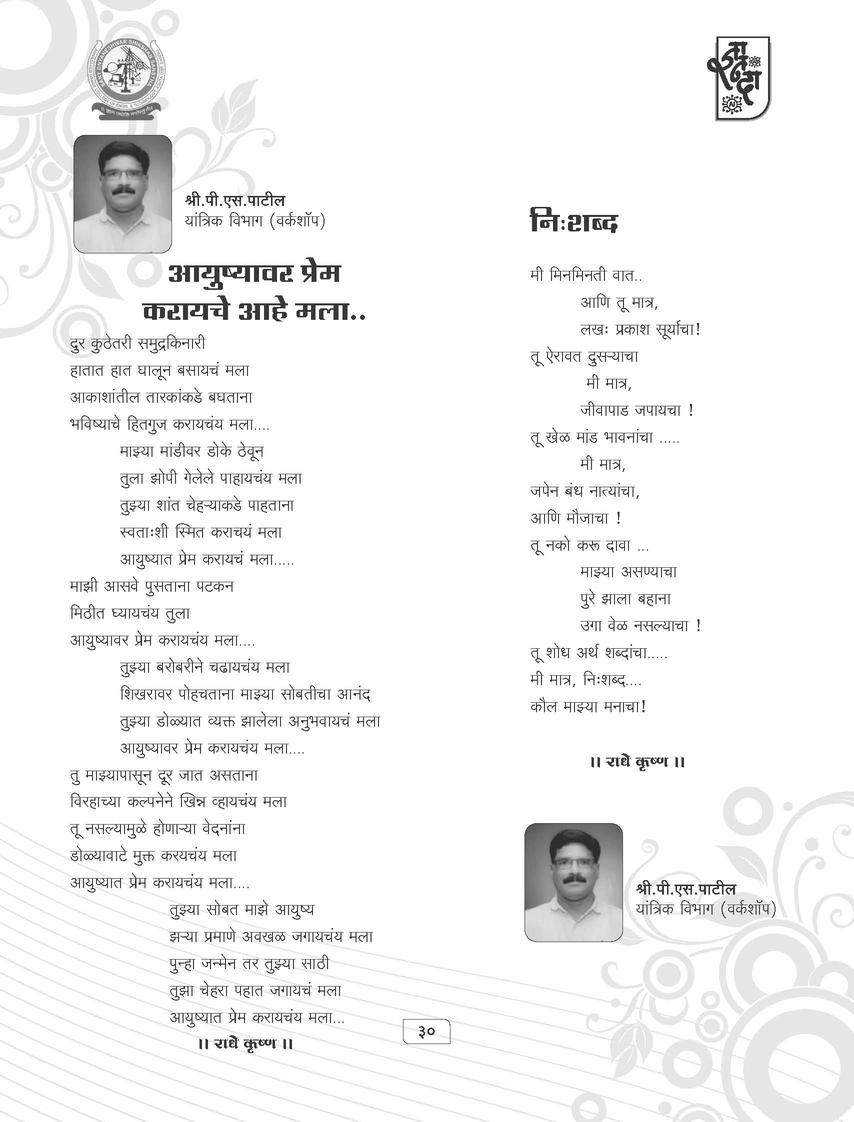 श्री.पी.एस.पाटील
यांत्रिक विभाग (वर्कशॉप)
आयुष्यावर प्रेम
करायचे आहे मला..
दुर कुठेतरी समुद्रकिनारी
हातात हात घालून बसायचं मला
आकाशांतील तारकांकडे बघताना
भविष्याचे हितगुज करायचंय मला....
माझ्या मांडीवर डोके ठेवून
तुला झोपी गेलेले पाहायचंय मला
तुझ्या शांत चेहऱ्याकडे पाहताना
स्वताःशी स्मित कराचयं मला
आयुष्यात प्रेम करायचं मला.....
माझी आसवे पुसताना पटकन
मिठीत घ्यायचंय तुला
आयुष्यावर प्रेम करायचंय मला....
तुझ्या बरोबरीने चढायचंय मला
शिखरावर पोहचताना माझ्या सोबतीचा आनंद
तुझ्या डोळ्यात व्यक्त झालेला अनुभवायचं मला
आयुष्यावर प्रेम करायचंय मला....
तु माझ्यापासून दूर जात असताना
विरहाच्या कल्पनेने खिन्न व्हायचंय मला
तू नसल्यामुळे होणाऱ्या वेदनांना
डोळ्यावाटे मुक्त करयचंय मला
आयुष्यात प्रेम करायचंय मला....
तुझ्या सोबत माझे आयुष्य
झऱ्या प्रमाणे अवखळ जगायचंय मला
पुन्हा जन्मेन तर तुझ्या साठी
तुझा चेहरा पहात जगायचं मला
आयुष्यात प्रेम करायचंय मला...
।। राधे कृष्ण ।।
निःशब्द
मी मिनमिनती वात..
आणि तू मात्र,
लखः प्रकाश सूर्याचा!
तू ऐरावत दुसऱ्याचा
मी मात्र,
जीवापाड जपायचा !
तू खेळ मांड भावनांचा .....
मी मात्र,
जपेन बंध नात्यांचा,
आणि मौजाचा !
तू नको करू दावा ...
माझ्या असण्याचा
पुरे झाला बहाना
उगा वेळ नसल्याचा !
तू शोध अर्थ शब्दांचा.....
मी मात्र, निःशब्द....
कौल माझ्या मनाचा!
।। राधे कृष्ण ।।
श्री.पी.एस.पाटील
यांत्रिक विभाग (वर्कशॉप)
३०